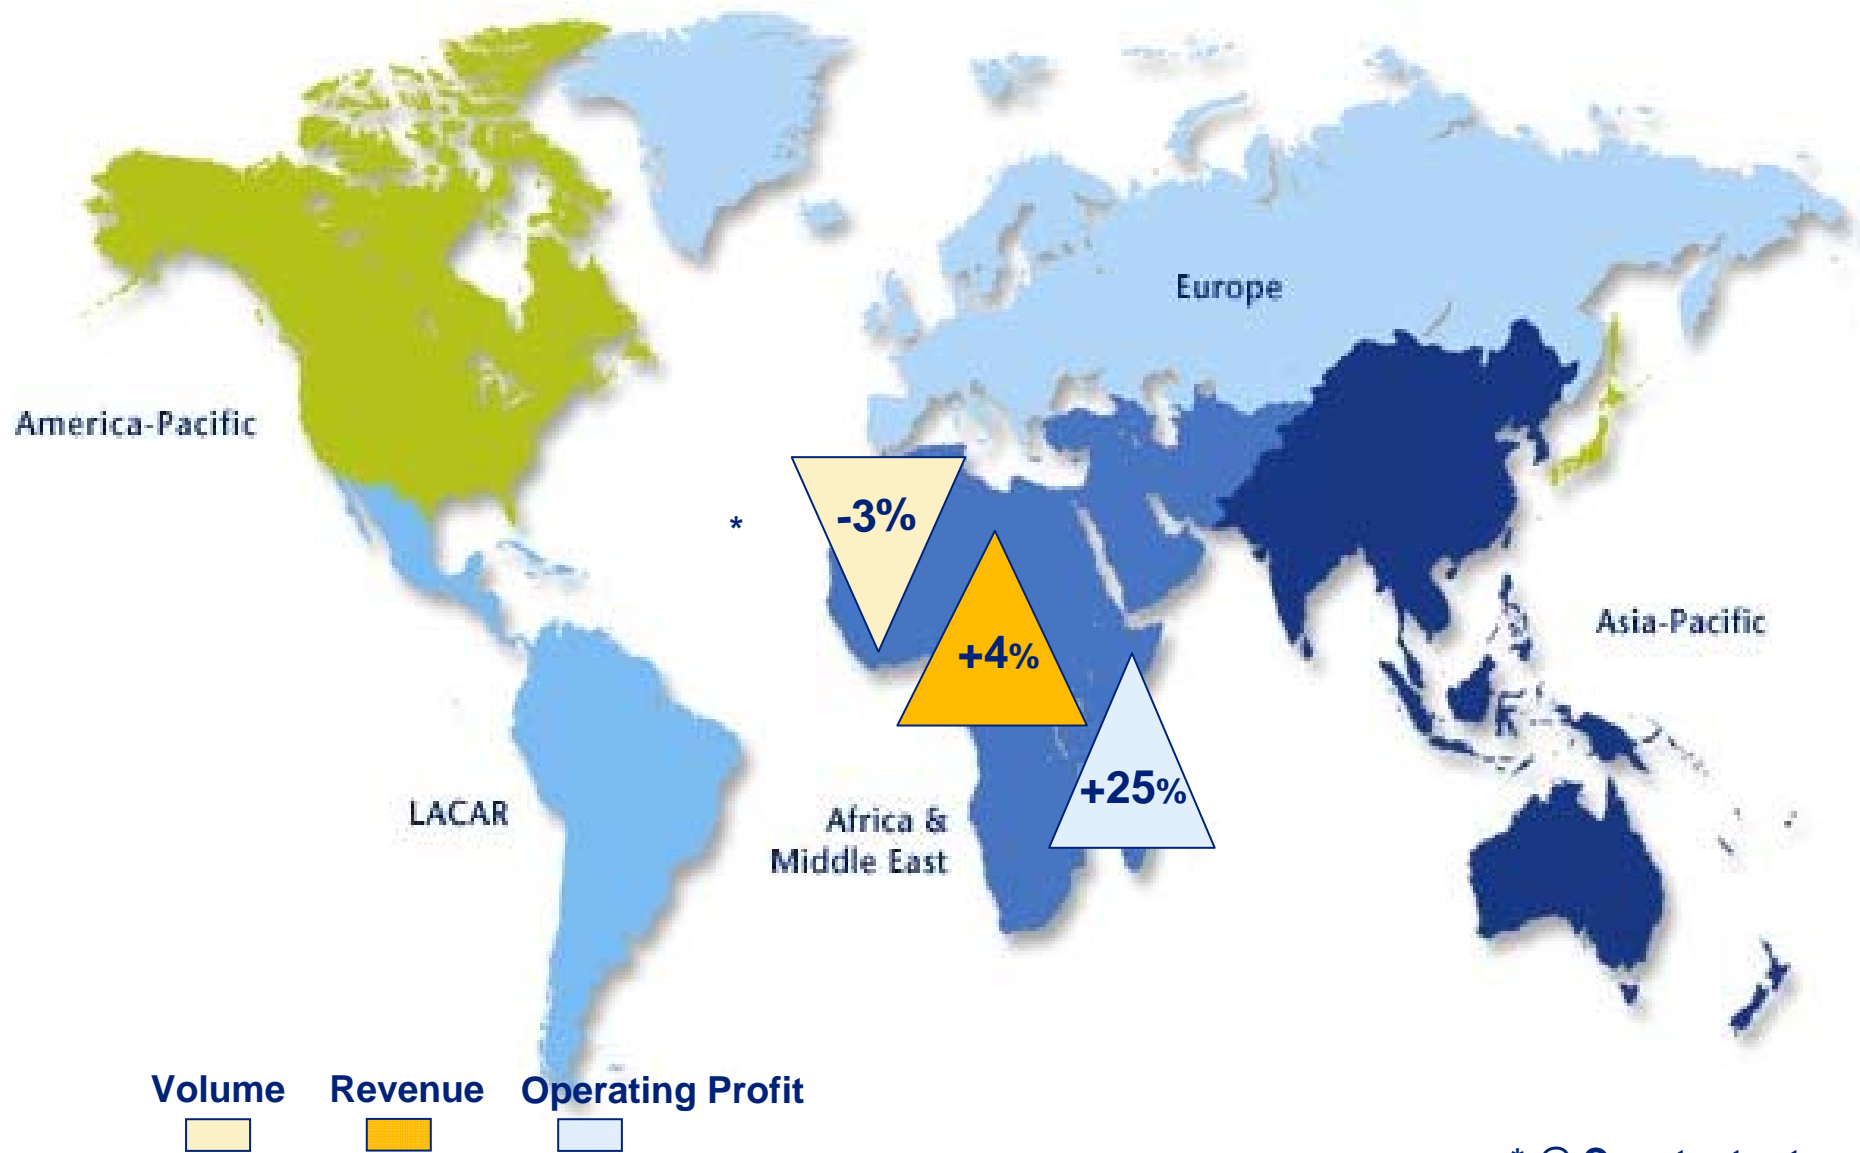 Europe
America-Pacific
*
-3%
+4%
Asia-Pacific
+25%
LACAR
Africa &
Middle East
Volume Revenue Operating Profit
* @